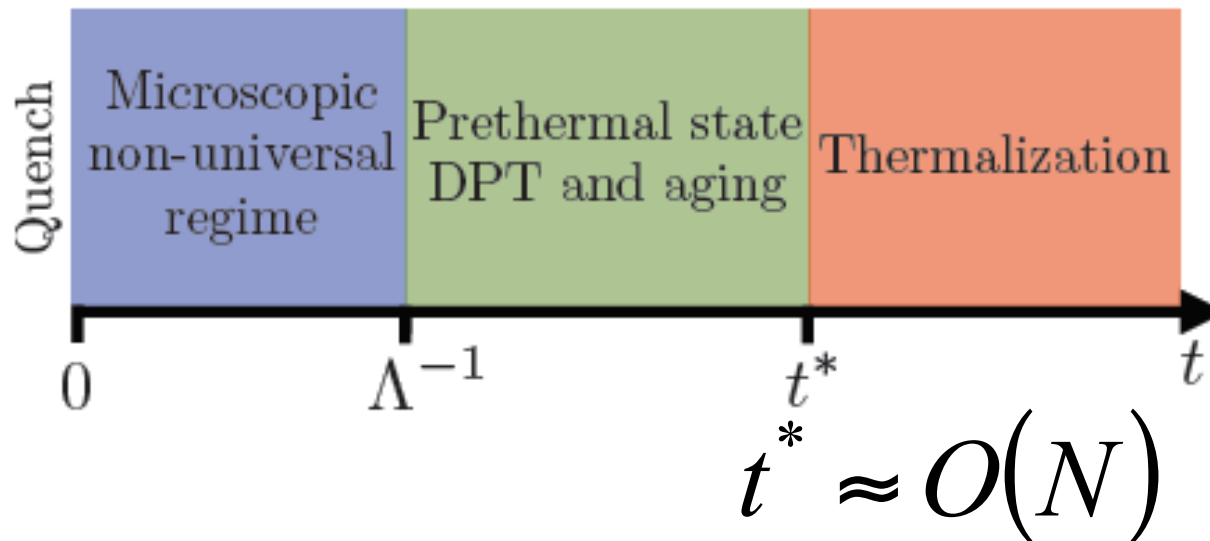 Quench
Microscopic
non-universal
regime
Prethermal state
DPT and aging
Thermalization
0
Λ⁻¹
t*
t
t* ≈ O(N)